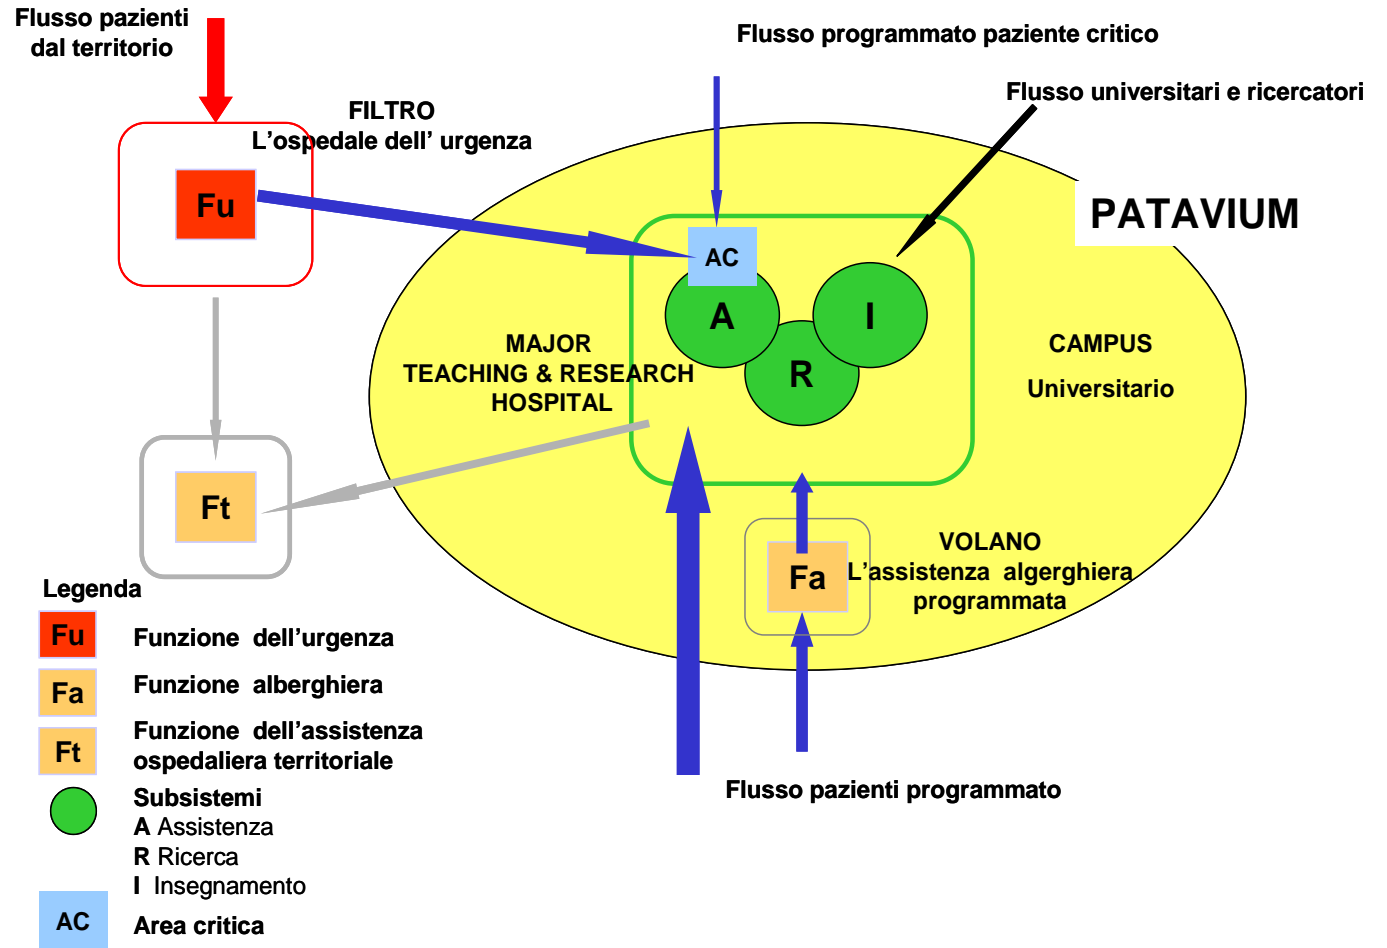 Flusso pazienti
dal territorio
Flusso programmato paziente critico
Flusso universitari e ricercatori
FILTRO
L'ospedale dell' urgenza
Fu
PATAVIUM
AC
A
I
R
MAJOR
TEACHING & RESEARCH
HOSPITAL
CAMPUS
Universitario
Ft
Fa
VOLANO
L'assistenza algerghiera
programmata
Flusso pazienti programmato
Legenda
Fu Funzione dell'urgenza
Fa Funzione alberghiera
Ft Funzione dell'assistenza
ospedaliera territoriale
Subsistemi
A Assistenza
R Ricerca
I Insegnamento
AC Area critica